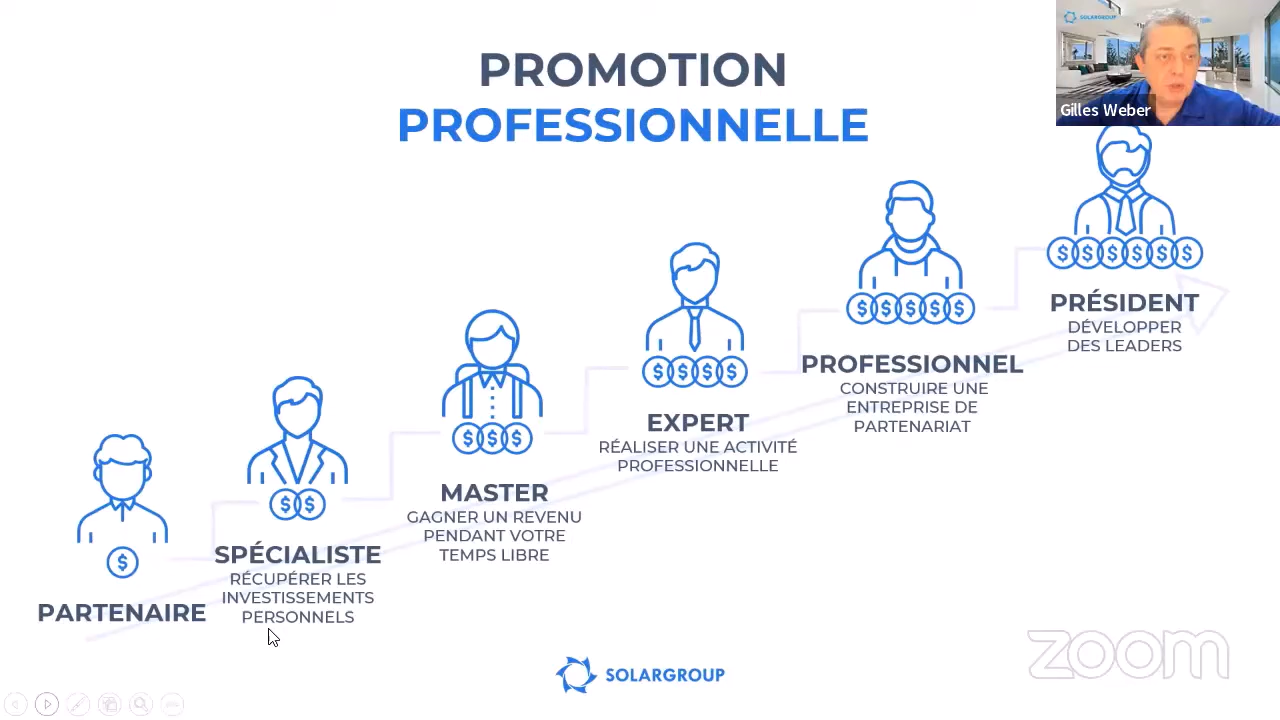 PROMOTION
PROFESSIONNELLE
SOLARGROUP
Gilles Weber
PRÉSIDENT
DÉVELOPPER
DES LEADERS
PROFESSIONNEL
CONSTRUIRE UNE
ENTREPRISE DE
PARTENARIAT
EXPERT
RÉALISER UNE ACTIVITÉ
PROFESSIONNELLE
MASTER
GAGNER UN REVENU
PENDANT VOTRE
TEMPS LIBRE
SPÉCIALISTE
RÉCUPÉRER LES
INVESTISSEMENTS
PERSONNELS
PARTENAIRE
SOLARGROUP
zoom